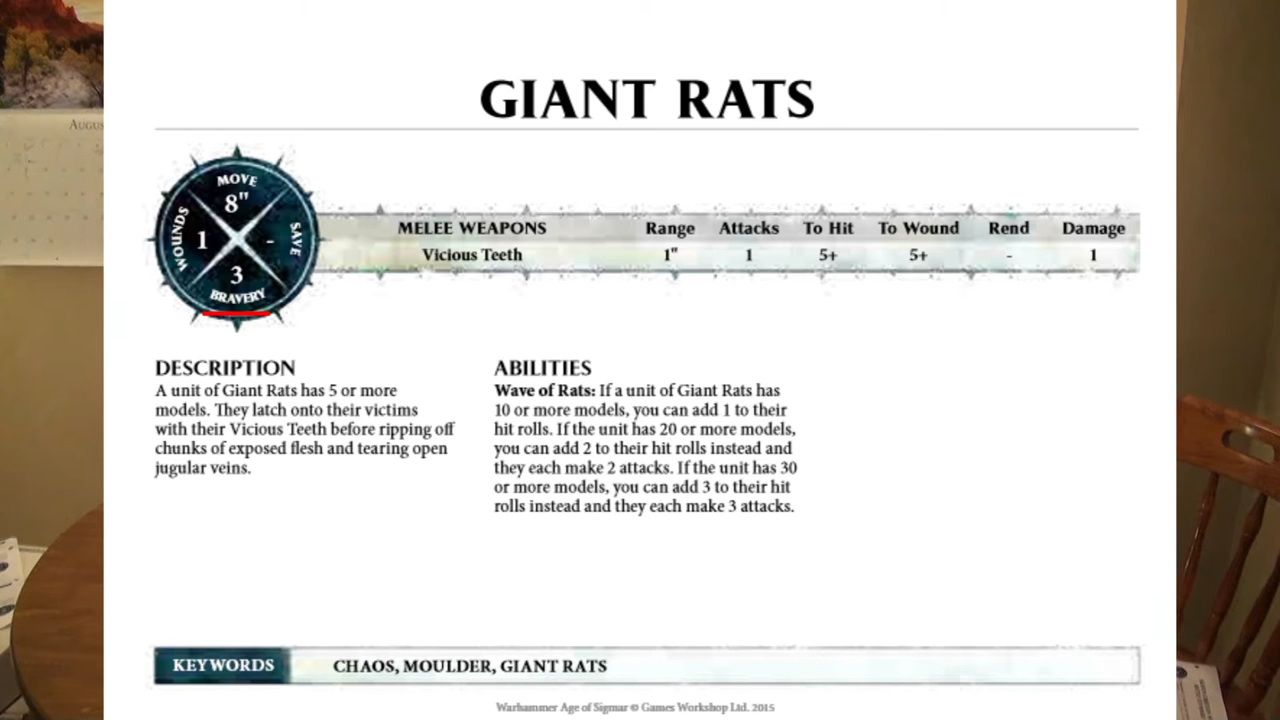 AUGUS
GIANT RATS
MOVE
8"
WOUNDS
1
-
SAVE
3
BRAVERY
MELEE WEAPONS Range Attacks To Hit To Wound Rend Damage
Vicious Teeth 1" 1 5+ 5+ - 1
DESCRIPTION
A unit of Giant Rats has 5 or more
models. They latch onto their victims
with their Vicious Teeth before ripping off
chunks of exposed flesh and tearing open
jugular veins.
ABILITIES
Wave of Rats: If a unit of Giant Rats has
10 or more models, you can add 1 to their
hit rolls. If the unit has 20 or more models,
you can add 2 to their hit rolls instead and
they each make 2 attacks. If the unit has 30
or more models, you can add 3 to their hit
rolls instead and they each make 3 attacks.
KEYWORDS CHAOS, MOULDER, GIANT RATS
Warhammer Age of Sigmar © Games Workshop Ltd. 2015